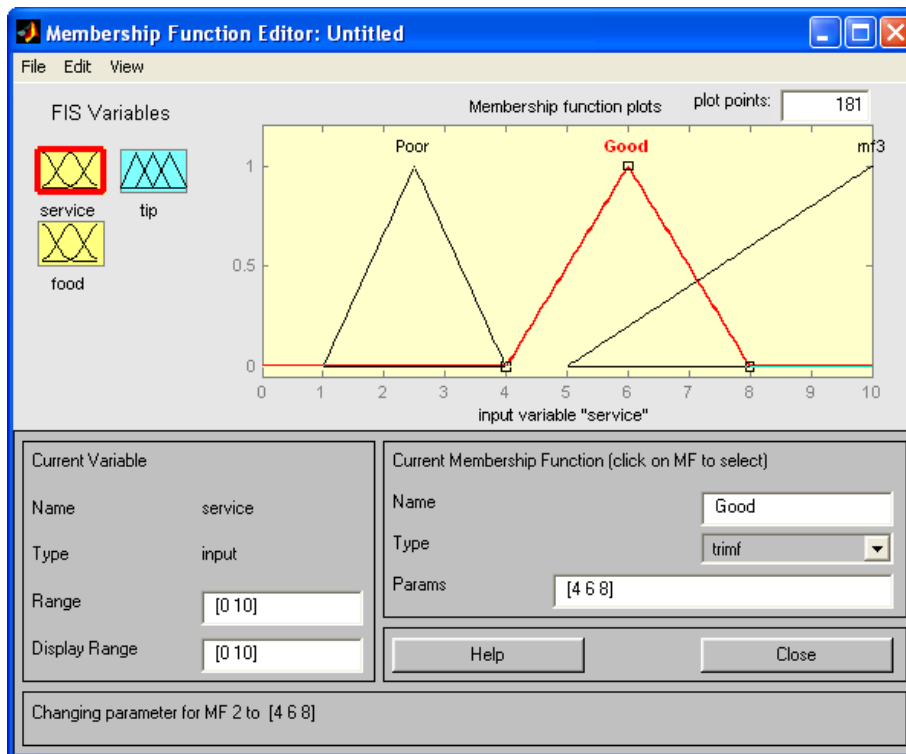 Membership Function Editor: Untitled
File Edit View
FIS Variables
service
tip
food
Membership function plots
plot points:
181
Poor
Good
mf3
1
0.5
0
0 1 2 3 4 5 6 7 8 9 10
input variable "service"
Current Variable
Name service
Type input
Range [0 10]
Display Range [0 10]
Current Membership Function (click on MF to select)
Name Good
Type trimf
Params [4 6 8]
Help
Close
Changing parameter for MF 2 to [4 6 8]